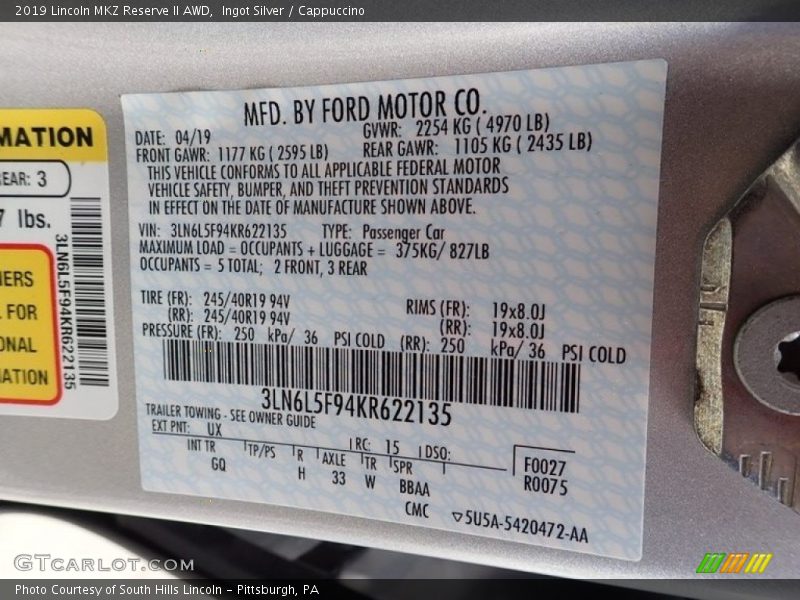 2019 Lincoln MKZ Reserve II AWD,  Ingot Silver / Cappuccino
MATION
EAR: 3
7 lbs.
3LN6L5F94KR622135
IERS
FOR
ONAL
MATION
MFD. BY FORD MOTOR CO.
DATE: 04/19 GVWR: 2254 KG ( 4970 LB)
FRONT GAWR: 1177 KG ( 2595 LB) REAR GAWR: 1105 KG ( 2435 LB)
THIS VEHICLE CONFORMS TO ALL APPLICABLE FEDERAL MOTOR
VEHICLE SAFETY, BUMPER, AND THEFT PREVENTION STANDARDS
IN EFFECT ON THE DATE OF MANUFACTURE SHOWN ABOVE.
VIN: 3LN6L5F94KR622135 TYPE: Passenger Car
MAXIMUM LOAD = OCCUPANTS + LUGGAGE = 375KG/ 827LB
OCCUPANTS = 5 TOTAL; 2 FRONT, 3 REAR
TIRE (FR): 245/40R19 94V RIMS (FR): 19x8.0J
(RR): 245/40R19 94V (RR): 19x8.0J
PRESSURE (FR): 250 kPa/ 36 PSI COLD (RR): 250 kPa/ 36 PSI COLD
3LN6L5F94KR622135
TRAILER TOWING - SEE OWNER GUIDE
EXT PNT: UX RC: 15 DSO:
INT TR TP/PS R AXLE TR SPR F0027
GQ H 33 W BBAA R0075
CMC ▽5U5A-5420472-AA
GTCARLOT.COM
Photo Courtesy of South Hills Lincoln – Pittsburgh, PA